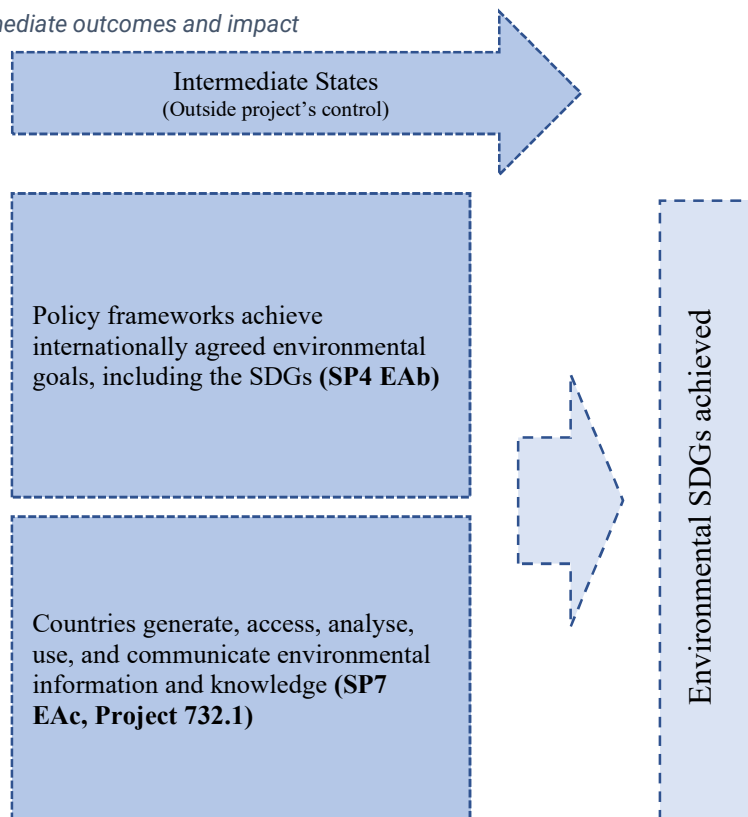 outcomes and impact
Intermediate States
(Outside project's control)
Policy frameworks achieve
internationally agreed environmental
goals, including the SDGs (SP4 EAb)
Countries generate, access, analyse,
use, and communicate environmental
information and knowledge (SP7
EAc, Project 732.1)
Environmental SDGs achieved